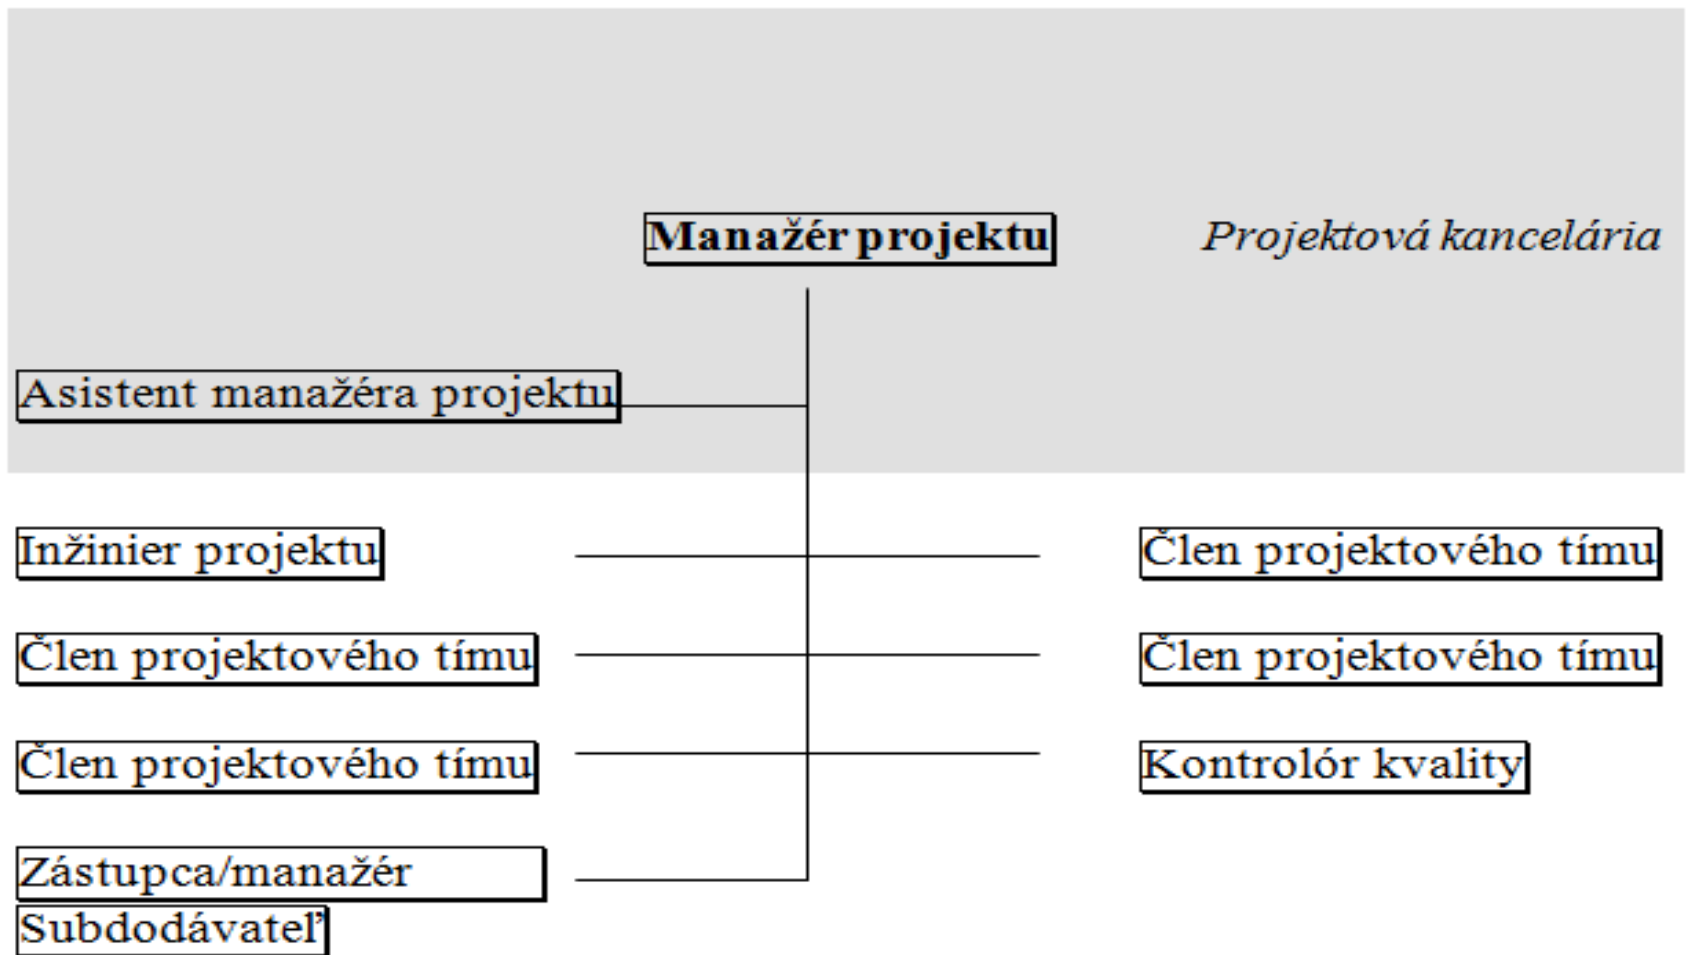 Manažér projektu
Projektová kancelária
Asistent manažéra projektu
Inžinier projektu
Člen projektového tímu
Člen projektového tímu
Člen projektového tímu
Člen projektového tímu
Kontrolór kvality
Zástupca/manažér
Subdodávateľ